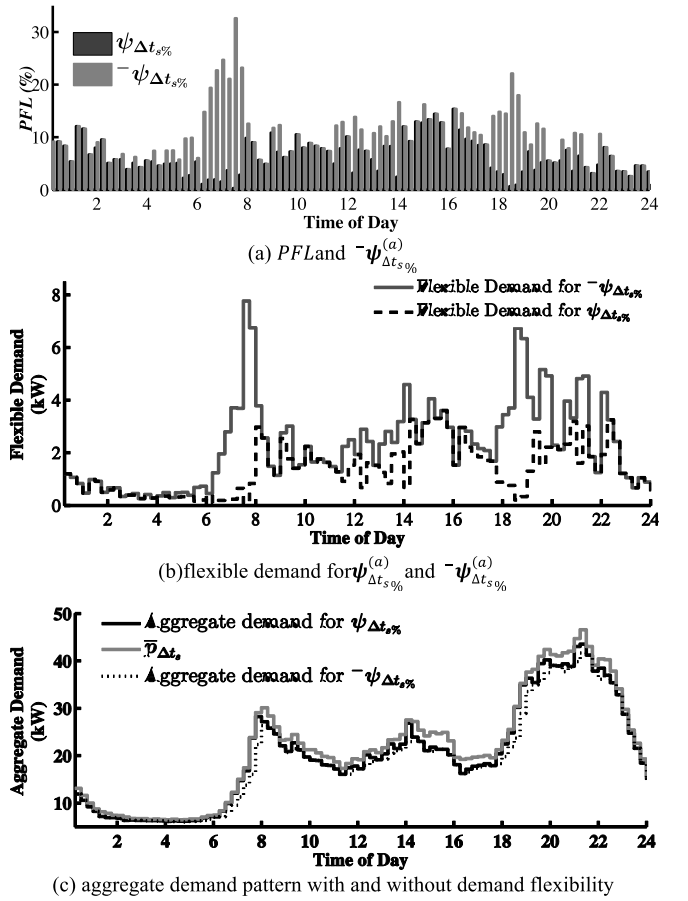 30
20
10
0
PFL (%)
ψΔts%
⁻ψΔts%
2 4 6 8 10 12 14 16 18 20 22 24
Time of Day
(a) PFLand ⁻ψ(a)Δts%
8
6
4
2
0
Flexible Demand
(kW)
Flexible Demand for ⁻ψΔts%
Flexible Demand for ψΔts%
2 4 6 8 10 12 14 16 18 20 22 24
Time of Day
(b)flexible demand forψ(a)Δts% and ⁻ψ(a)Δts%
50
40
30
20
10
Aggregate Demand
(kW)
Aggregate demand for ψΔts%
p̅Δts
Aggregate demand for ⁻ψΔts%
2 4 6 8 10 12 14 16 18 20 22 24
Time of Day
(c) aggregate demand pattern with and without demand flexibility